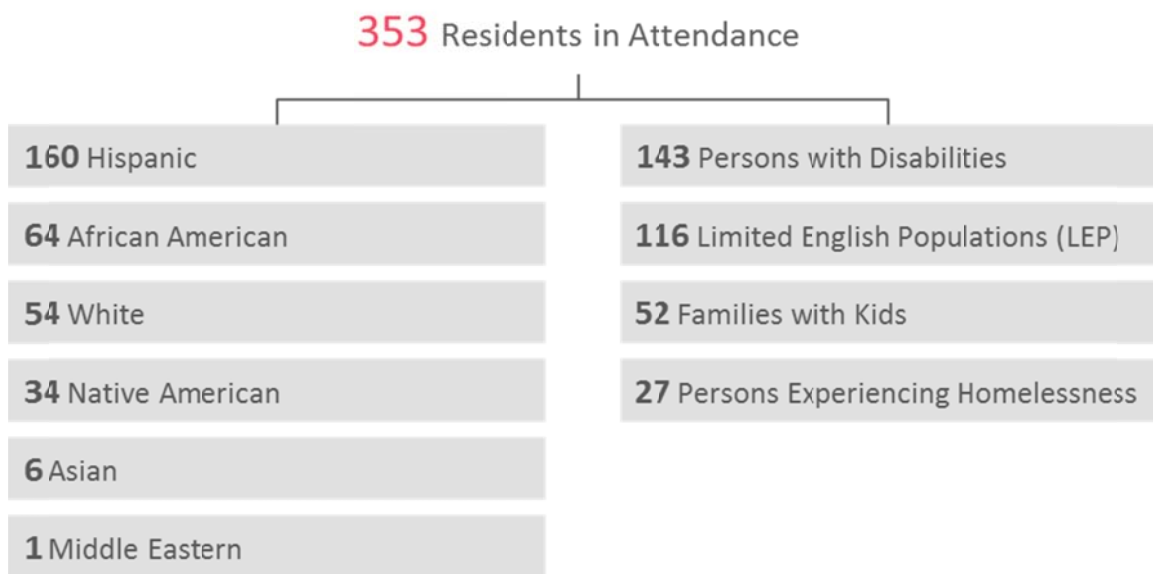 353 Residents in Attendance
160 Hispanic
64 African American
54 White
34 Native American
6 Asian
1 Middle Eastern
143 Persons with Disabilities
116 Limited English Populations (LEP)
52 Families with Kids
27 Persons Experiencing Homelessness